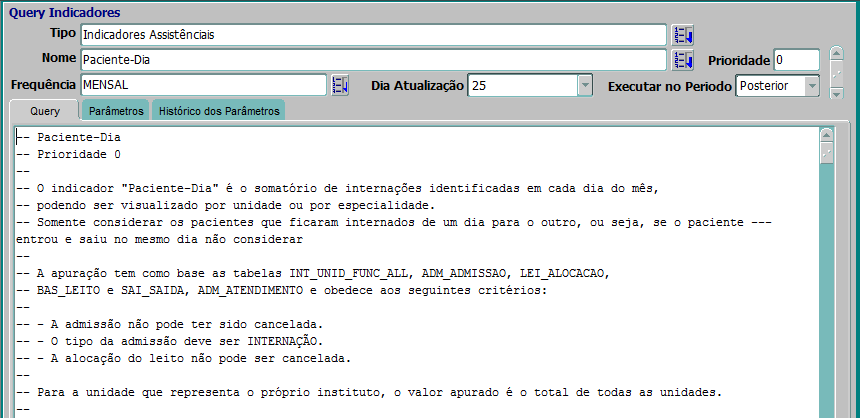 Query Indicadores
Tipo Indicadores Assistênciais
Nome Paciente-Dia Prioridade 0
Frequência MENSAL Dia Atualização 25 Executar no Periodo Posterior
Query Parâmetros Histórico dos Parâmetros
-- Paciente-Dia
-- Prioridade 0
--
-- O indicador "Paciente-Dia" é o somatório de internações identificadas em cada dia do mês,
-- podendo ser visualizado por unidade ou por especialidade.
-- Somente considerar os pacientes que ficaram internados de um dia para o outro, ou seja, se o paciente ---
entrou e saiu no mesmo dia não considerar
--
-- A apuração tem como base as tabelas INT_UNID_FUNC_ALL, ADM_ADMISSAO, LEI_ALOCACAO,
-- BAS_LEITO e SAI_SAIDA, ADM_ATENDIMENTO e obedece aos seguintes critérios:
--
-- - A admissão não pode ter sido cancelada.
-- - O tipo da admissão deve ser INTERNAÇÃO.
-- - A alocação do leito não pode ser cancelada.
--
-- Para a unidade que representa o próprio instituto, o valor apurado é o total de todas as unidades.
--